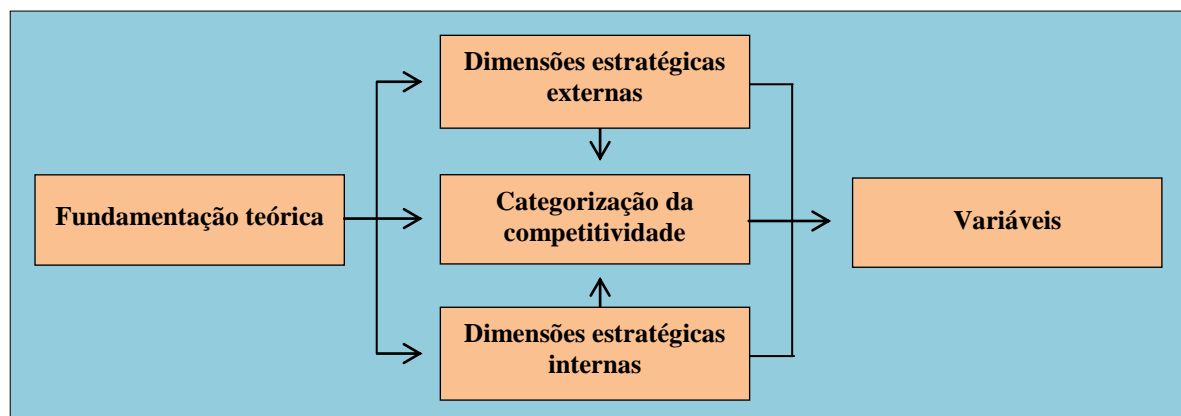 Dimensões estratégicas
externas
Fundamentação teórica
Categorização da
competitividade
Variáveis
Dimensões estratégicas
internas